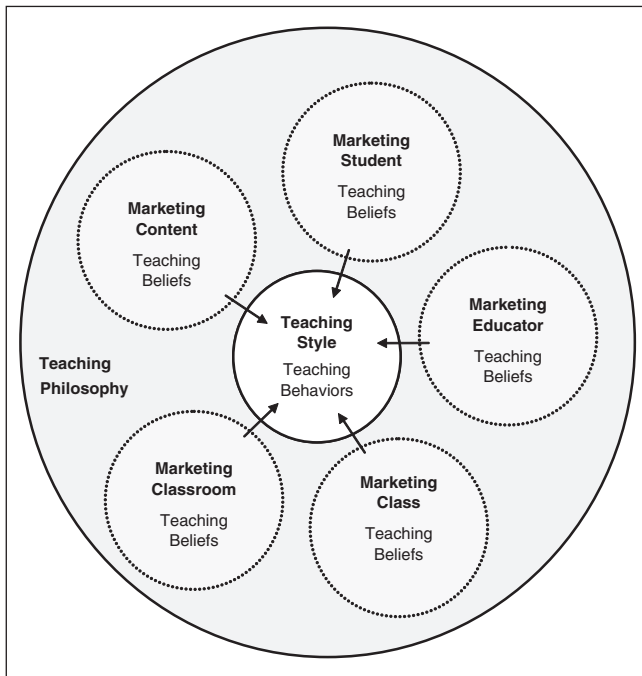 Marketing
Student
Teaching
Beliefs
Marketing
Content
Teaching
Beliefs
Marketing
Educator
Teaching
Beliefs
Teaching
Style
Teaching
Behaviors
Teaching
Philosophy
Marketing
Classroom
Teaching
Beliefs
Marketing
Class
Teaching
Beliefs